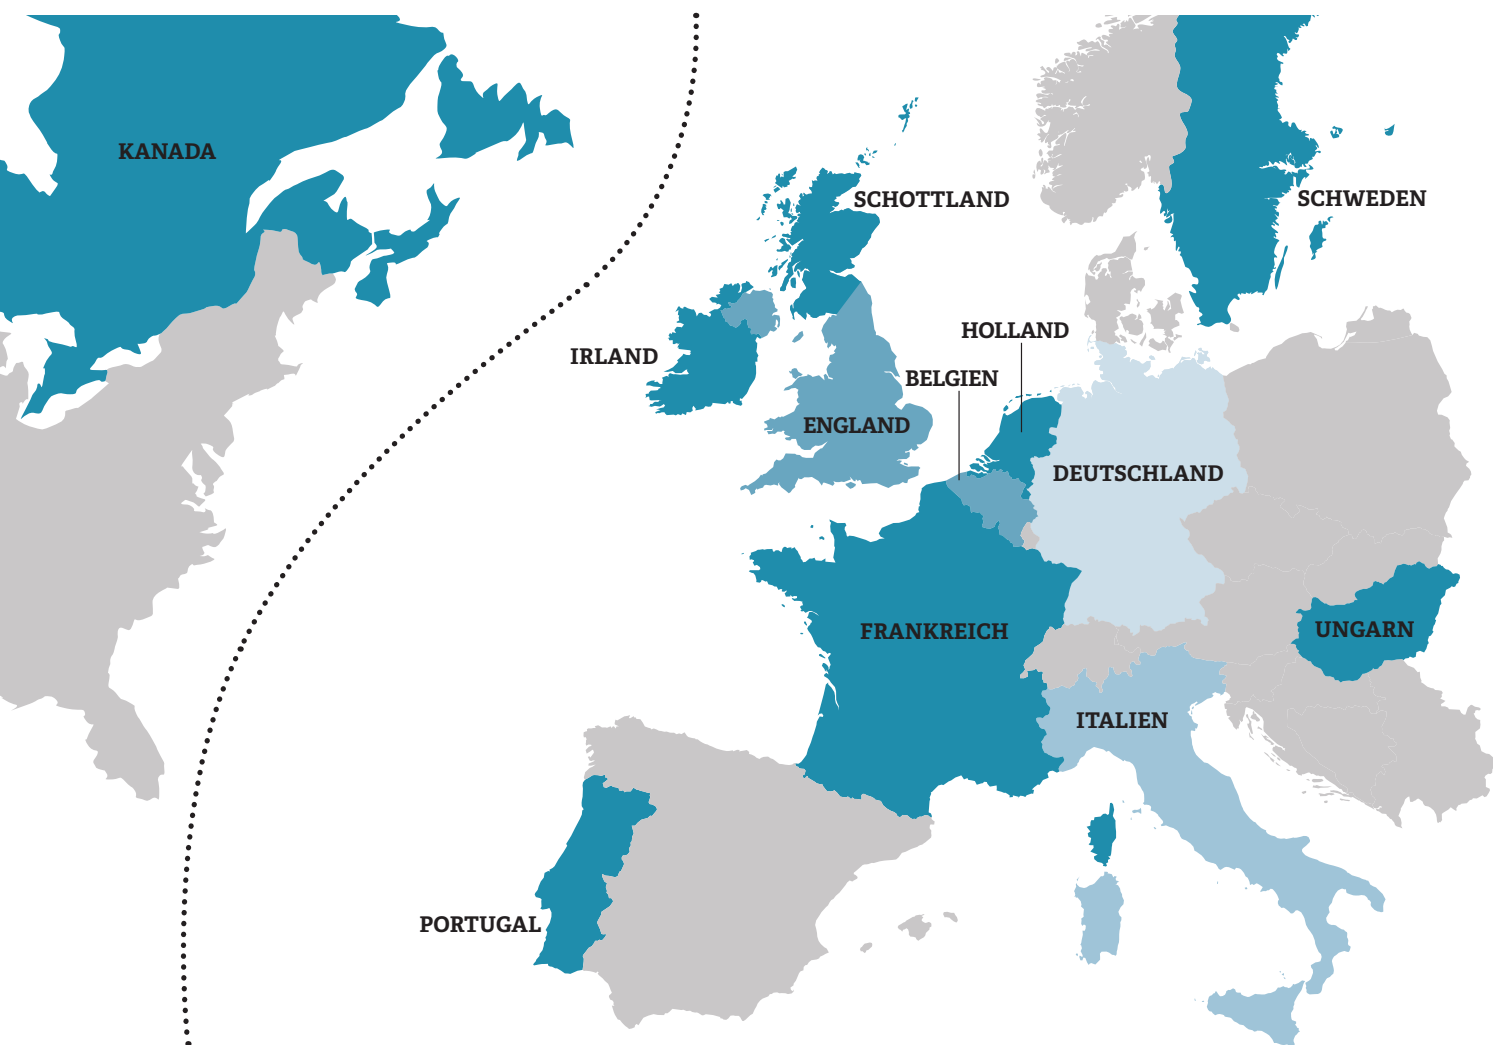 KANADA
SCHOTTLAND
SCHWEDEN
HOLLAND
IRLAND
BELGIEN
ENGLAND
DEUTSCHLAND
FRANKREICH
UNGARN
ITALIEN
PORTUGAL